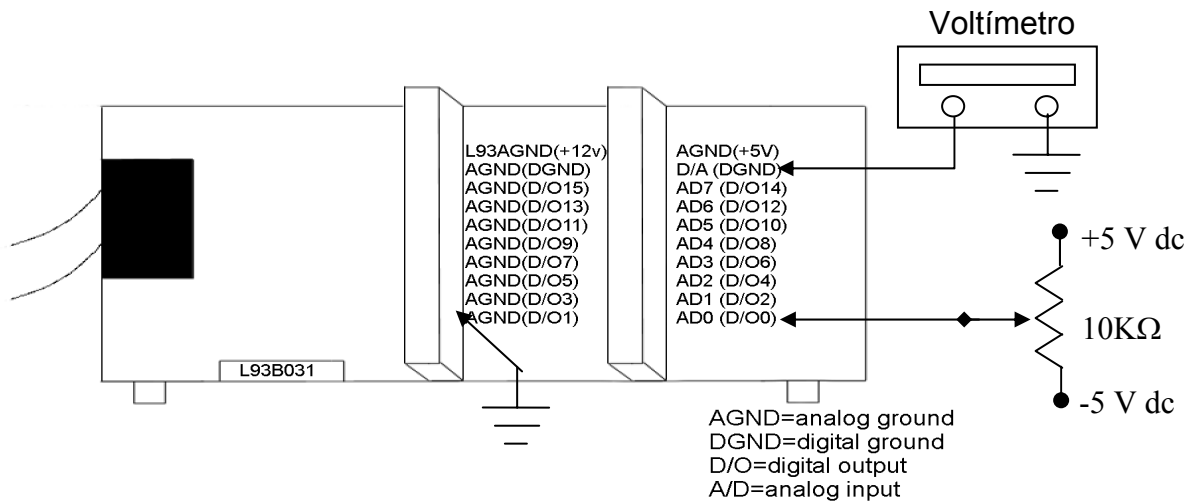 Voltímetro
L93AGND(+12v)
AGND(DGND)
AGND(D/O15)
AGND(D/O13)
AGND(D/O11)
AGND(D/O9)
AGND(D/O7)
AGND(D/O5)
AGND(D/O3)
AGND(D/O1)
AGND(+5V)
D/A (DGND)
AD7 (D/O14)
AD6 (D/O12)
AD5 (D/O10)
AD4 (D/O8)
AD3 (D/O6)
AD2 (D/O4)
AD1 (D/O2)
AD0 (D/O0)
+5 V dc
10KΩ
-5 V dc
L93B031
AGND=analog ground
DGND=digital ground
D/O=digital output
A/D=analog input